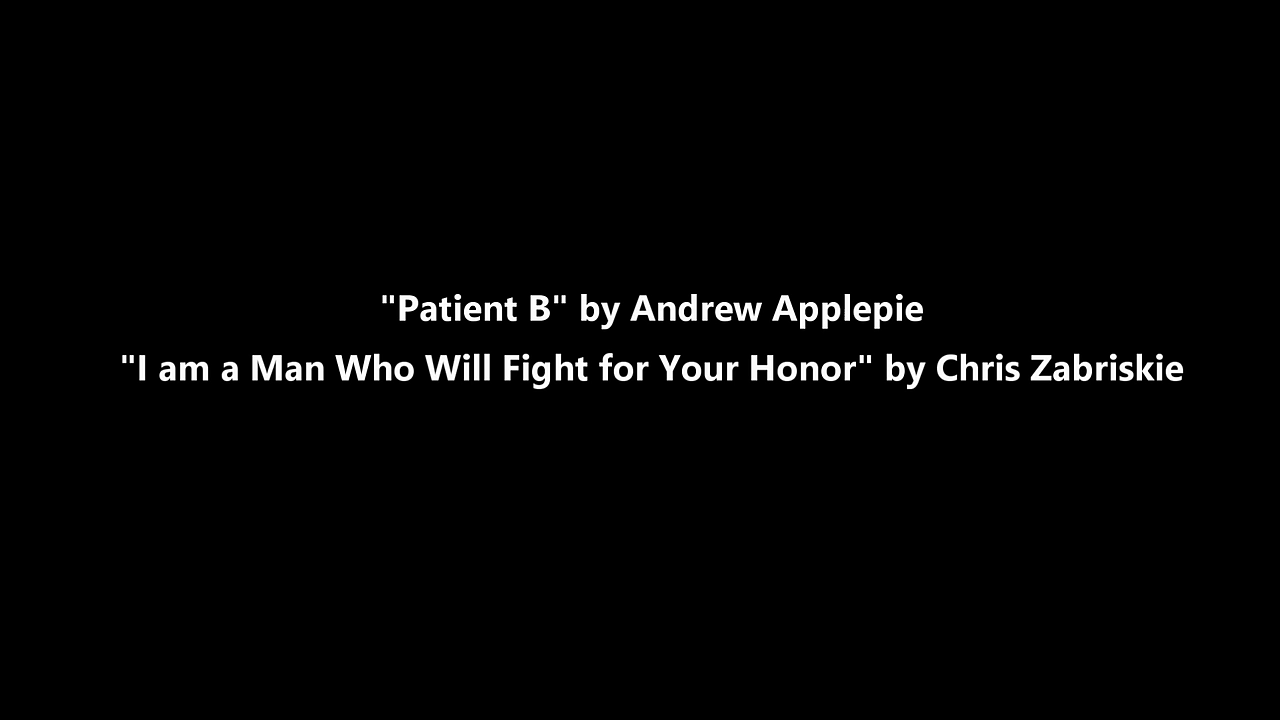 "Patient B" by Andrew Applepie
"I am a Man Who Will Fight for Your Honor" by Chris Zabriskie